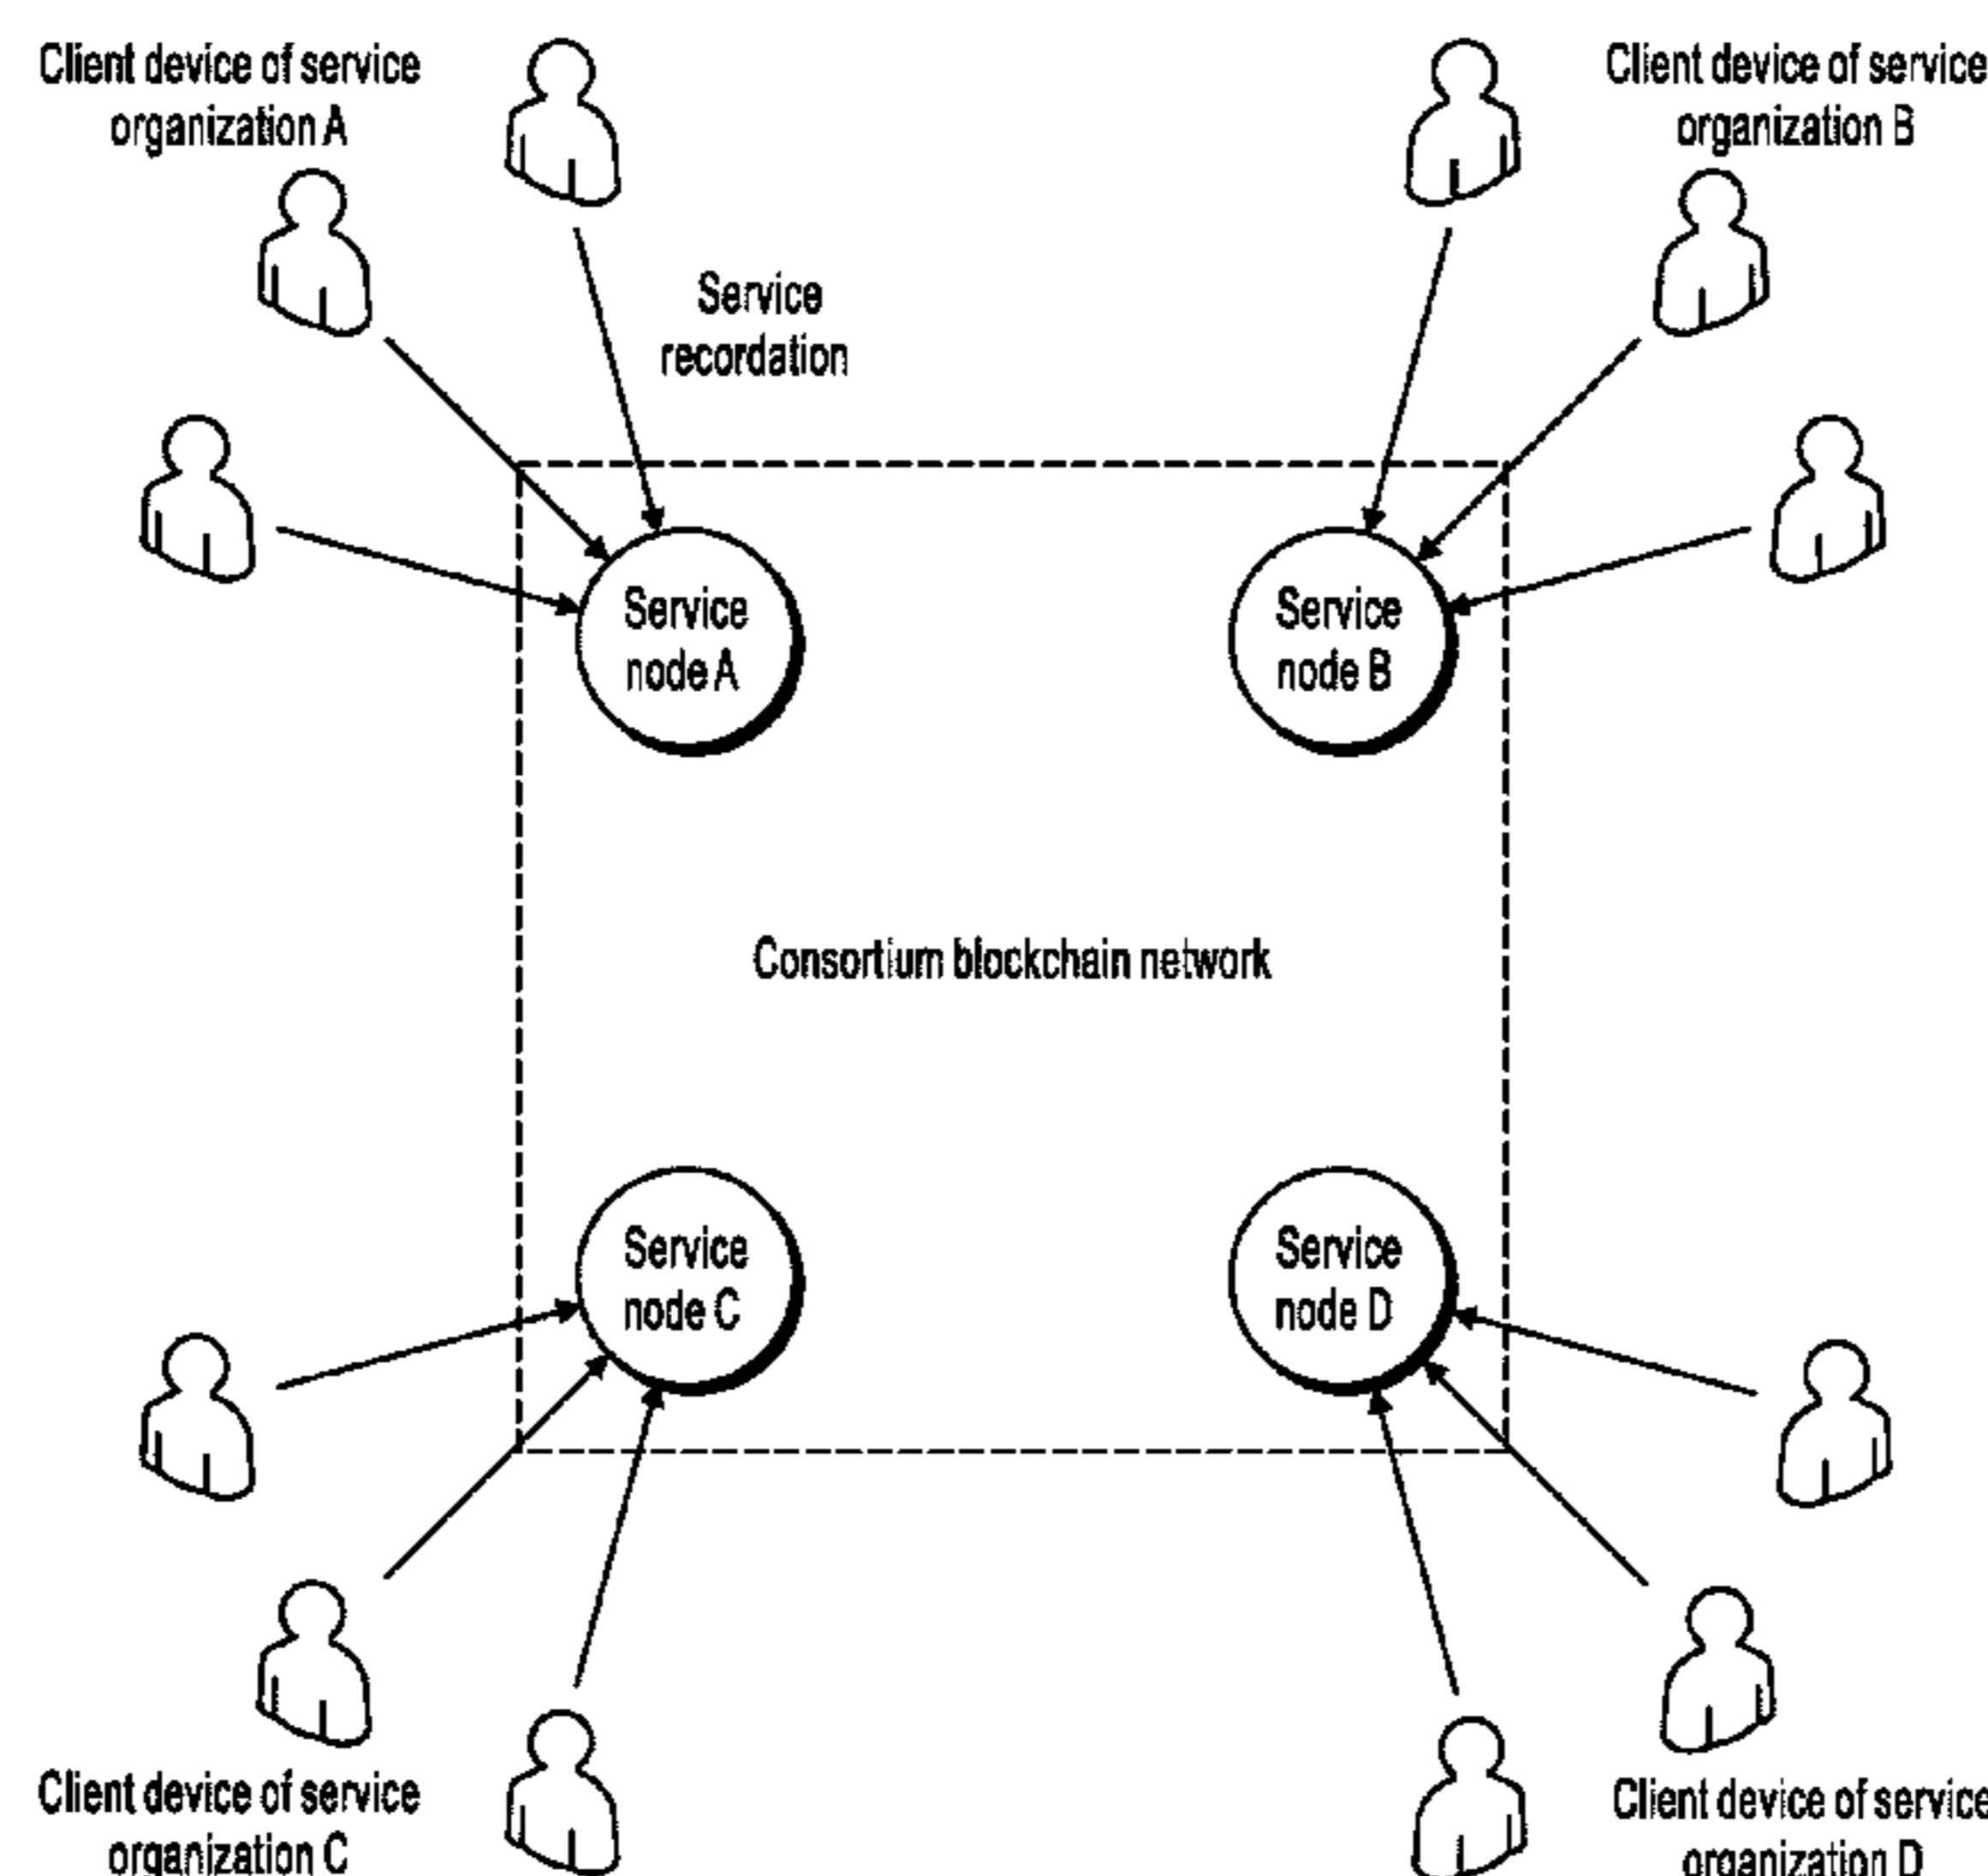 Client device of service
organization A
Client device of service
organization B
Service
recordation
Service
node A
Service
node B
Consortium blockchain network
Service
node C
Service
node D
Client device of service
organization C
Client device of service
organization D